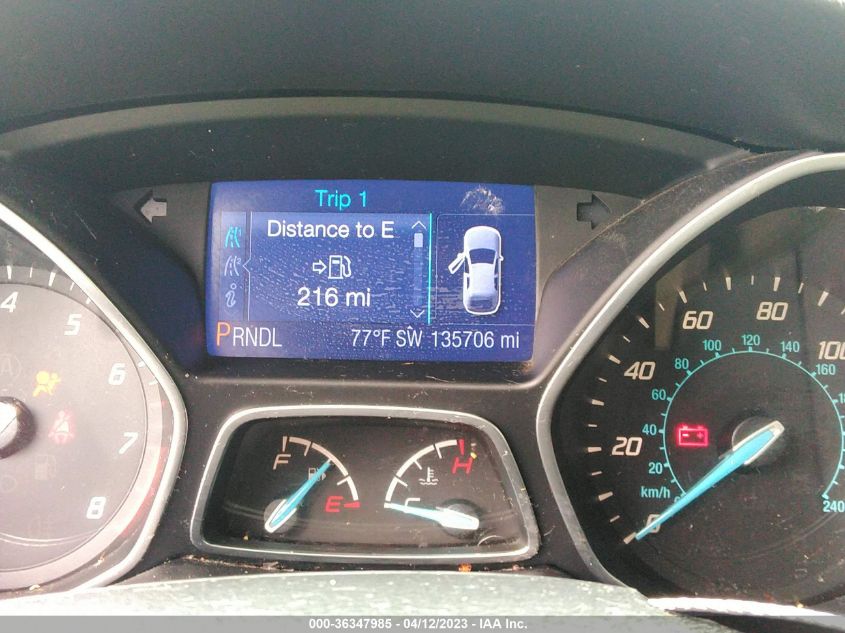 Trip 1
Distance to E
216 mi
PRNDL 77°F SW 135706 mi
4
5
6
7
8
F
E
C
H
0
20
40
60
80
100
20
40
60
80
100
120
140
160
240
km/h
000-36347985 - 04/12/2023 - IAA Inc.